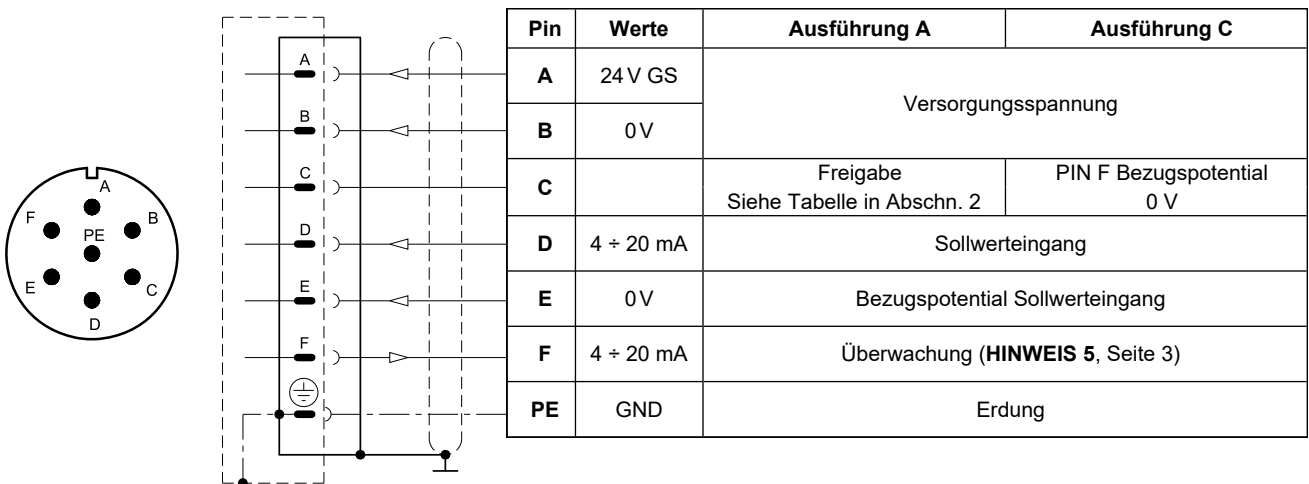 A
F
B
PE
E
C
D
A
B
C
D
E
F
Pin Werte Ausführung A Ausführung C
A 24 V GS
Versorgungsspannung
B 0 V
C
Freigabe
Siehe Tabelle in Abschn. 2
PIN F Bezugspotential
0 V
D 4 ÷ 20 mA Sollwerteingang
E 0 V Bezugspotential Sollwerteingang
F 4 ÷ 20 mA Überwachung (HINWEIS 5, Seite 3)
PE GND Erdung